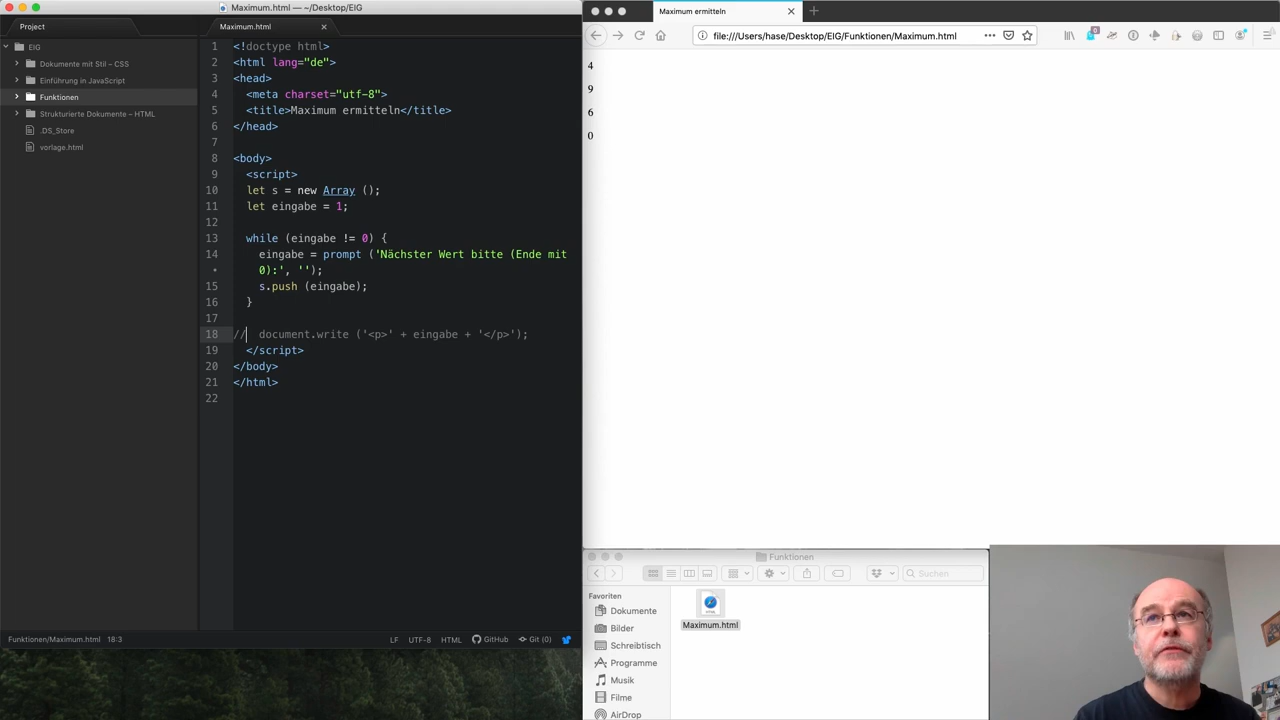 Maximum.html — ~/Desktop/EIG
Project
EIG
Dokumente mit Stil – CSS
Einführung in JavaScript
Funktionen
Strukturierte Dokumente – HTML
.DS_Store
vorlage.html
Maximum.html
1 <!doctype html>
2 <html lang="de">
3 <head>
4 <meta charset="utf-8">
5 <title>Maximum ermitteln</title>
6 </head>
7
8 <body>
9 <script>
10 let s = new Array ();
11 let eingabe = 1;
12
13 while (eingabe != 0) {
14 eingabe = prompt ('Nächster Wert bitte (Ende mit
• 0):', '');
15 s.push (eingabe);
16 }
17
18 // document.write ('<p>' + eingabe + '</p>');
19 </script>
20 </body>
21 </html>
22
Funktionen/Maximum.html 18:3
LF UTF-8 HTML GitHub Git (0)
Maximum ermitteln
file:///Users/hase/Desktop/EIG/Funktionen/Maximum.html
0
4
9
6
0
Funktionen
Suchen
Favoriten
Dokumente
Bilder
Schreibtisch
Programme
Musik
Filme
AirDrop
Maximum.html